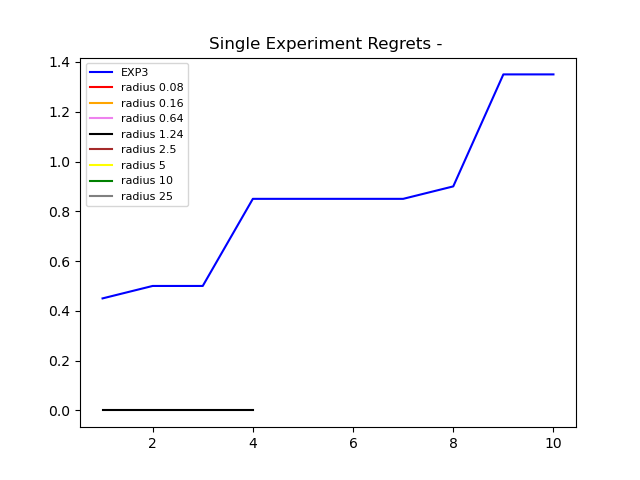 Single Experiment Regrets -
1.4
1.2
1.0
0.8
0.6
0.4
0.2
0.0
EXP3
radius 0.08
radius 0.16
radius 0.64
radius 1.24
radius 2.5
radius 5
radius 10
radius 25
2 4 6 8 10